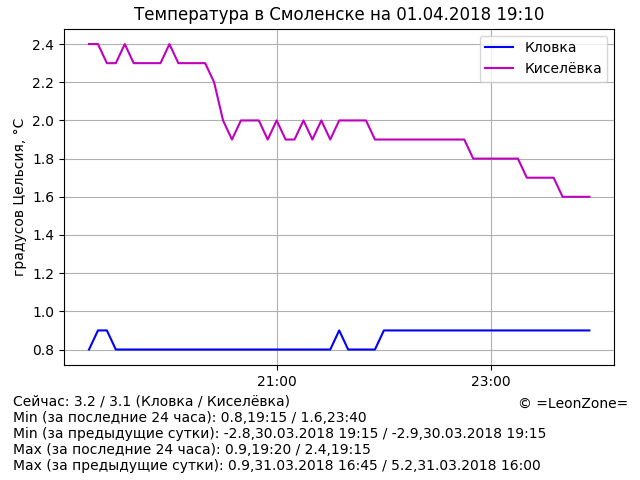 Температура в Смоленске на 01.04.2018 19:10
2.4
2.2
2.0
1.8
1.6
1.4
1.2
1.0
0.8
градусов Цельсия, °C
Кловка
Киселёвка
21:00
23:00
Сейчас: 3.2 / 3.1 (Кловка / Киселёвка)
© =LeonZone=
Min (за последние 24 часа): 0.8,19:15 / 1.6,23:40
Min (за предыдущие сутки): -2.8,30.03.2018 19:15 / -2.9,30.03.2018 19:15
Max (за последние 24 часа): 0.9,19:20 / 2.4,19:15
Max (за предыдущие сутки): 0.9,31.03.2018 16:45 / 5.2,31.03.2018 16:00